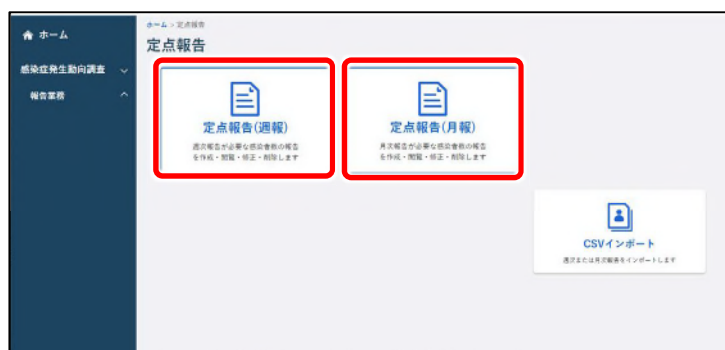 ホーム
感染症発生動向調査
報告業務
ホーム > 定点報告
定点報告
定点報告(週報)
週次報告が必要な感染者数の報告
を作成・閲覧・修正・削除します
定点報告(月報)
月次報告が必要な感染者数の報告
を作成・閲覧・修正・削除します
CSVインポート
週次または月次報告をインポートします